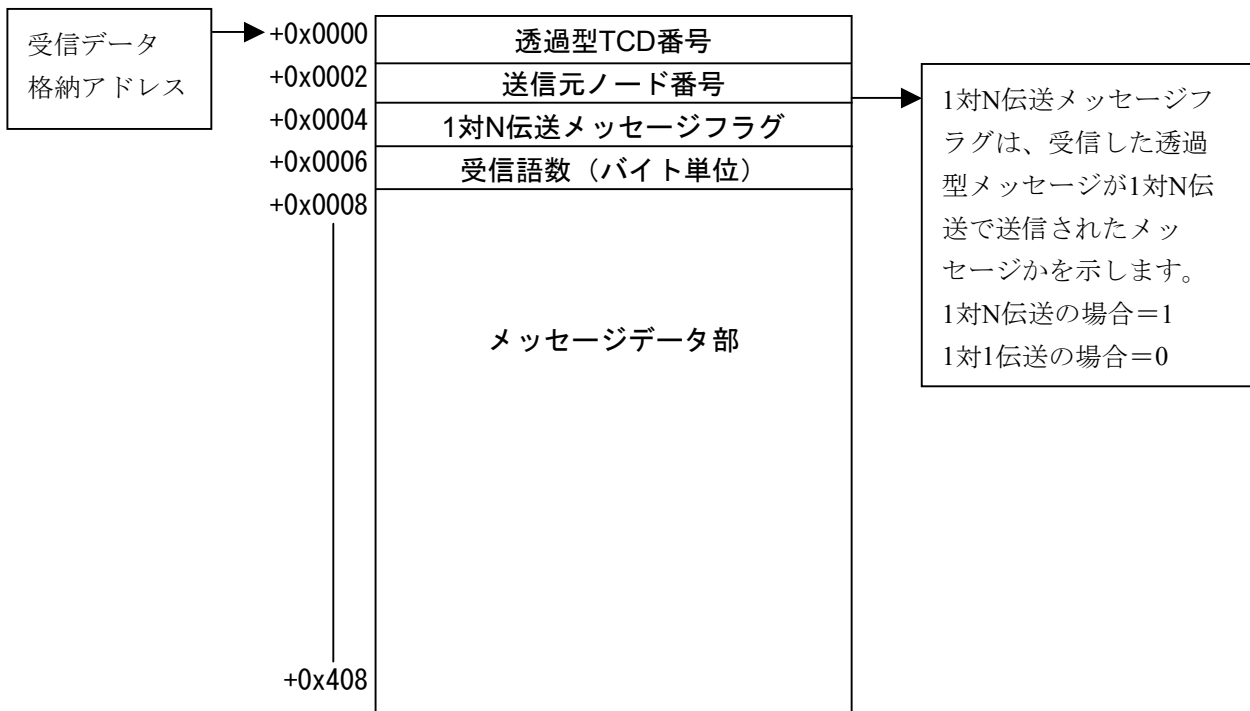 受信データ
格納アドレス
+0x0000
透過型TCD番号
+0x0002
送信元ノード番号
+0x0004
1対N伝送メッセージフラグ
+0x0006
受信語数（バイト単位）
+0x0008
メッセージデータ部
+0x408
1対N伝送メッセージフ
ラグは、受信した透過
型メッセージが1対N伝
送で送信されたメッ
セージかを示します。
1対N伝送の場合＝1
1対1伝送の場合＝0